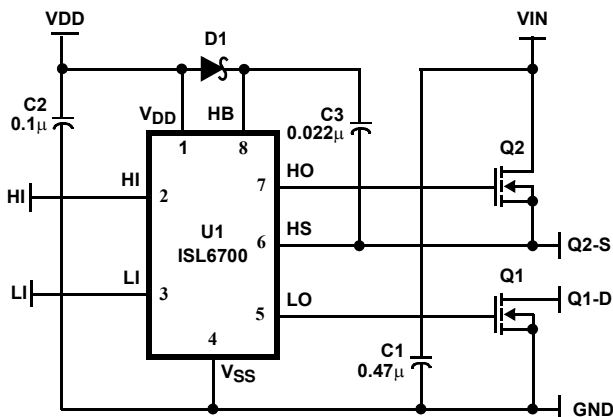 VDD
VIN
D1
C2
0.1μ
VDD
HB
C3
0.022μ
1
8
Q2
HI
HI
2
7
HO
U1
ISL6700
6
HS
Q2-S
LI
LI
3
Q1
5
LO
Q1-D
4
VSS
C1
0.47μ
GND